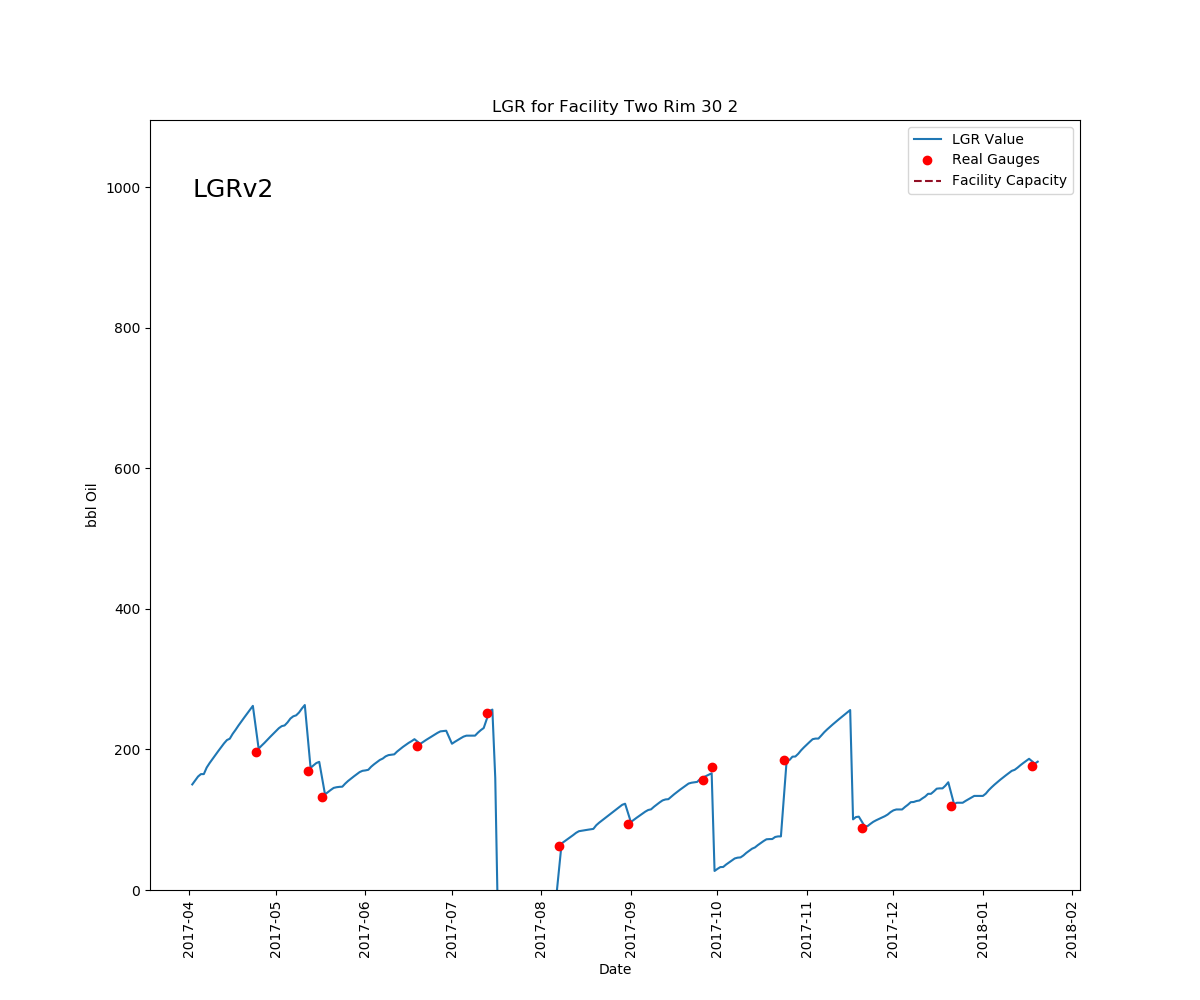 LGR for Facility Two Rim 30 2
LGR Value
Real Gauges
Facility Capacity
LGRv2
bbl Oil
1000
800
600
400
200
0
2017-04
2017-05
2017-06
2017-07
2017-08
2017-09
2017-10
2017-11
2017-12
2018-01
2018-02
Date